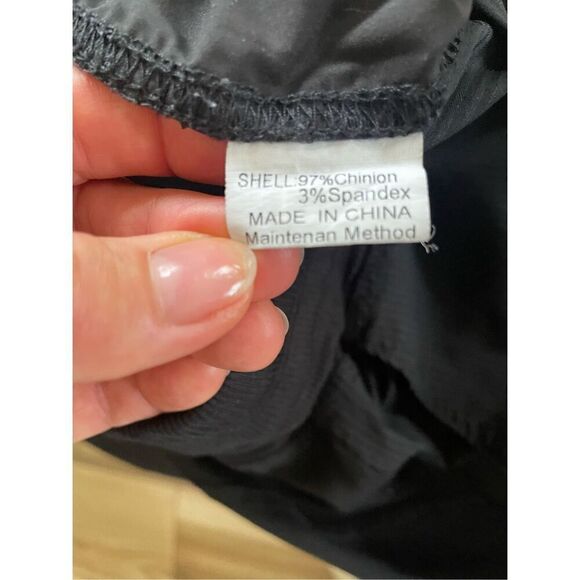 SHELL:97%Chinion
3%Spandex
MADE IN CHINA
Maintenan Method